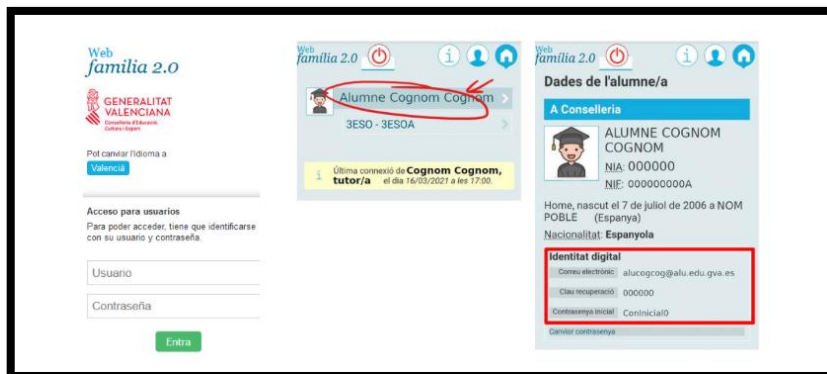 Web
família 2.0
GENERALITAT
VALENCIANA
Conselleria d'Educació,
Cultura i Esport
Pot canviar l'idioma a
Valencià
Acceso para usuarios
Para poder acceder, tiene que identificarse
con su usuario y contraseña.
Usuario
Contraseña
Entra
Web
família 2.0
i
Alumne Cognom Cognom
3ESO - 3ESOA
i
Última connexió de Cognom Cognom,
tutor/a el dia 16/03/2021 a les 17:00.
Web
família 2.0
i
Dades de l'alumne/a
A Conselleria
ALUMNE COGNOM
COGNOM
NIA: 000000
NIF: 000000000A
Home, nascut el 7 de juliol de 2006 a NOM
POBLE (Espanya)
Nacionalitat: Espanyola
Identitat digital
Correu electrònic alucogcog@alu.edu.gva.es
Clau recuperació 000000
Contrasenya inicial ConInicial0
Canviar contrasenya